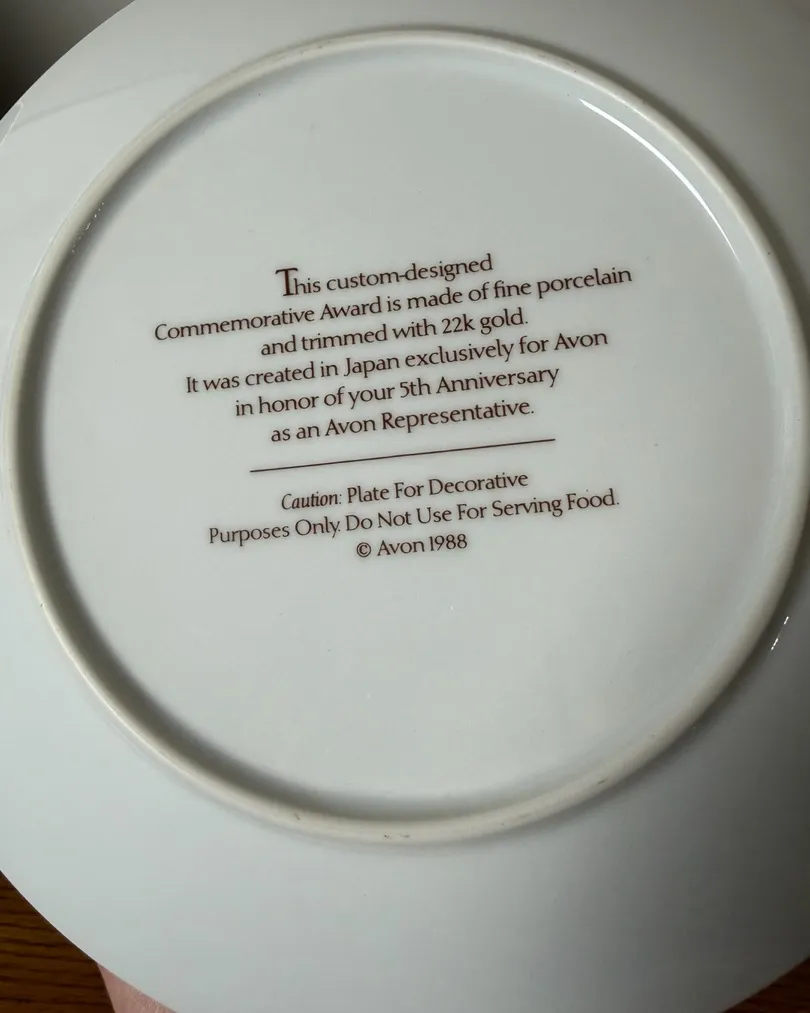 This custom-designed
Commemorative Award is made of fine porcelain
and trimmed with 22k gold.
It was created in Japan exclusively for Avon
in honor of your 5th Anniversary
as an Avon Representative.
Caution: Plate For Decorative
Purposes Only. Do Not Use For Serving Food.
© Avon 1988